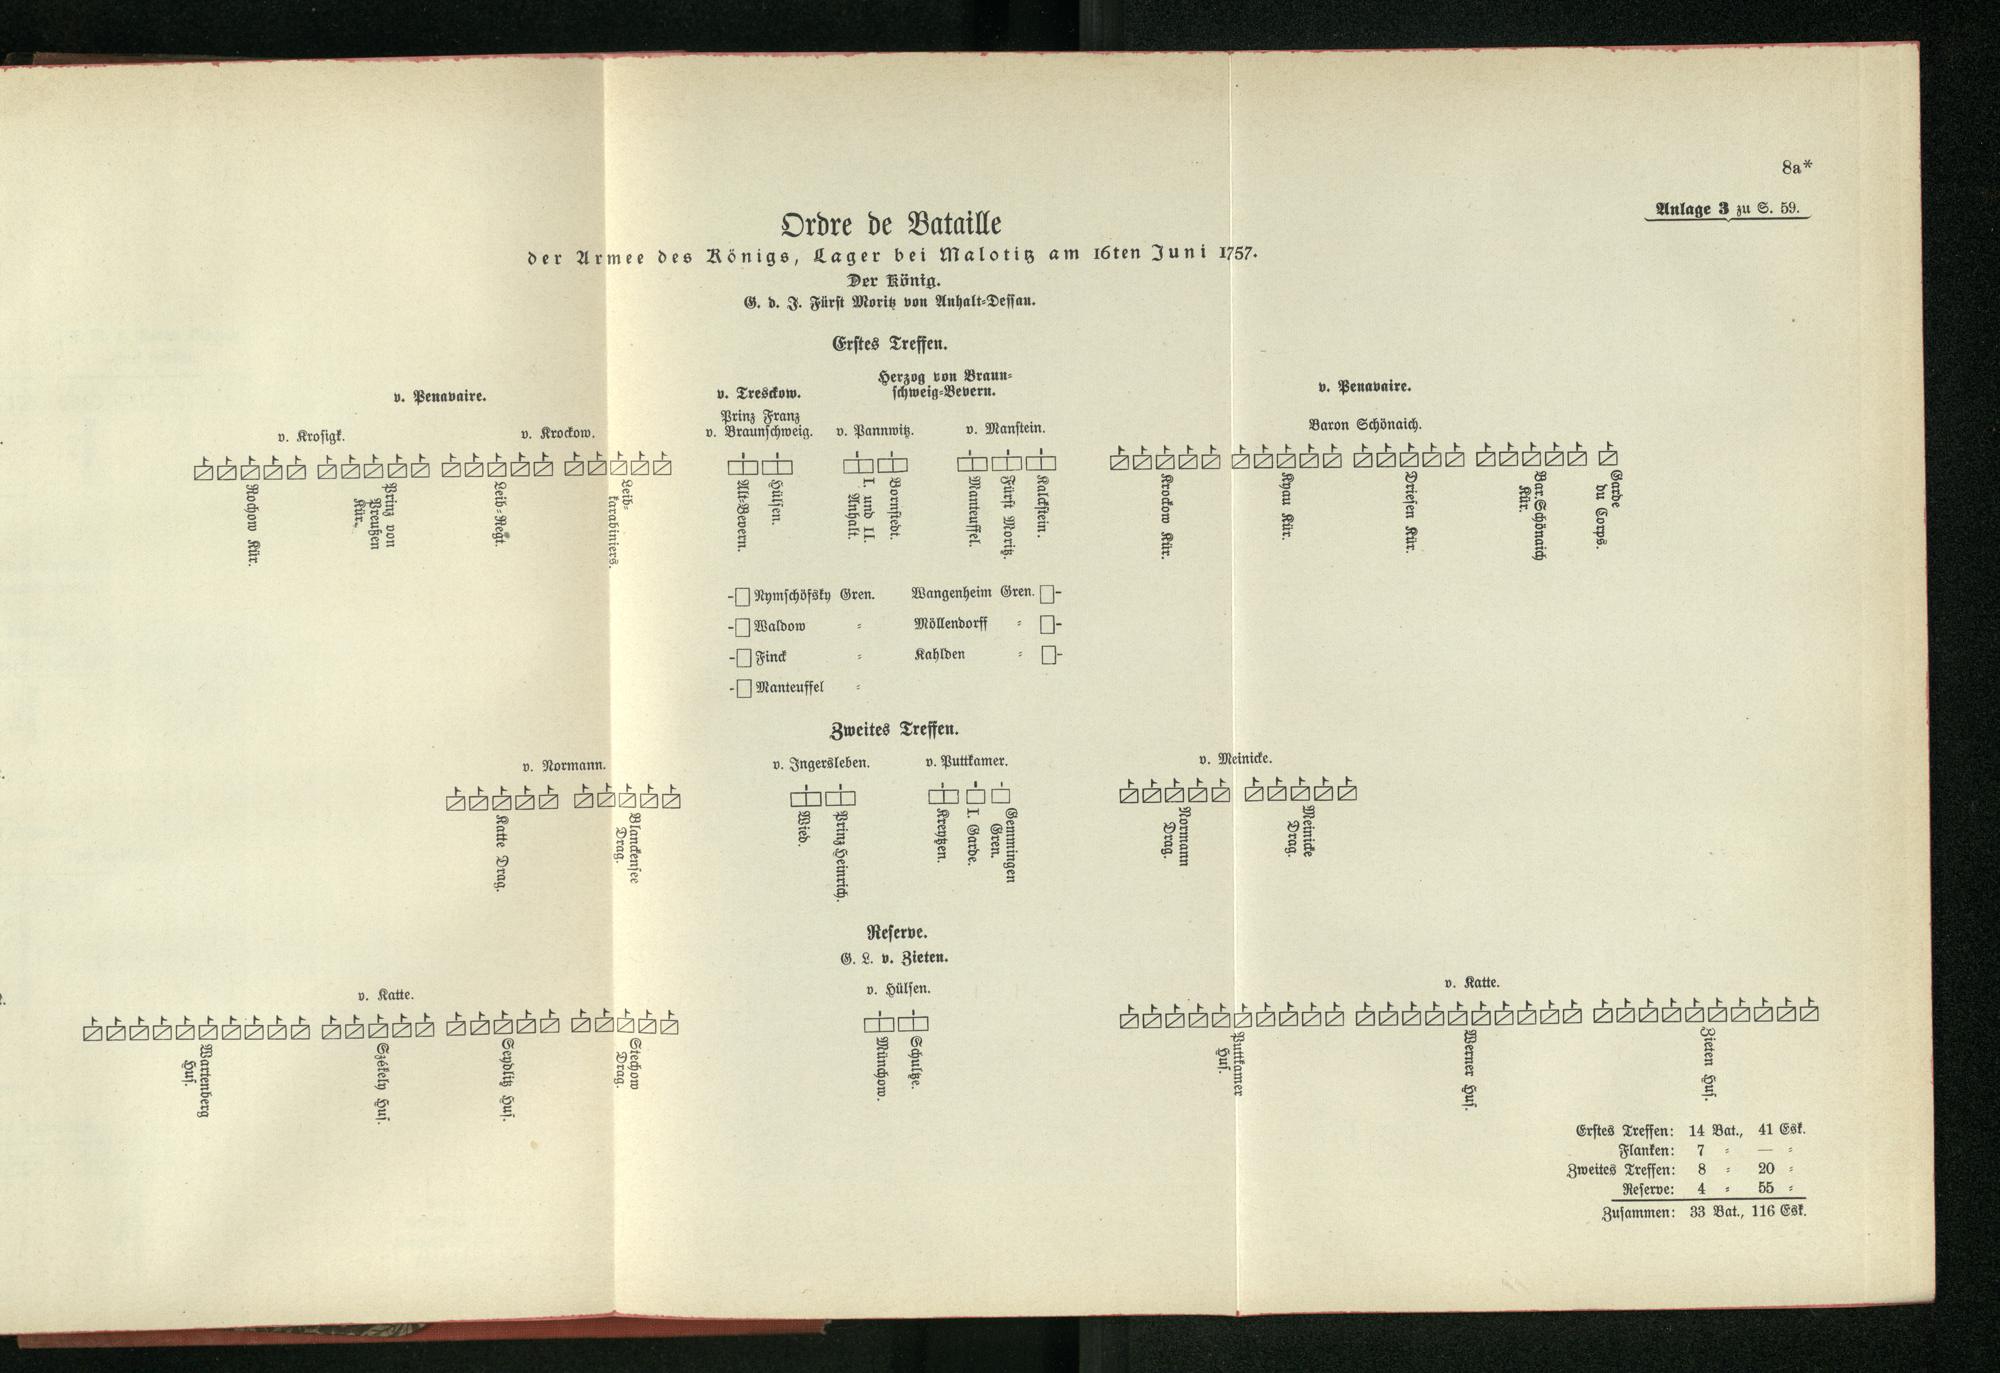 8a*
Anlage 3 zu S. 59.
Ordre de Bataille
der Armee des Königs, Lager bei Malotitz am 16ten Juni 1757.
Der König.
G. d. J. Fürst Moritz von Anhalt-Dessau.
Erstes Treffen.
v. Penavaire.
v. Krosigk.
v. Krockow.
v. Tresckow.
Prinz Franz
v. Braunschweig.
Herzog von Braun-
schweig-Bevern.
v. Pannwitz.
v. Manstein.
v. Penavaire.
Baron Schönaich.
Rochow Kür.
Prinz von
Preußen
Kür.
Leib-Regt.
Leib-
karabiniers.
Alt-Bevern.
Hülsen.
I. und II.
Anhalt.
Bornstedt.
Manteuffel.
Fürst Moritz.
Kalckstein.
Krockow Kür.
Kyau Kür.
Driesen Kür.
Bar. Schönaich
Kür.
Garde
du Corps.
Nymschöfsky Gren.
Wangenheim Gren.
Waldow "
Möllendorff "
Finck "
Kahlden "
Manteuffel "
Zweites Treffen.
v. Normann.
v. Ingersleben.
v. Puttkamer.
v. Meinicke.
Katte Drag.
Blanckensee
Drag.
Wied.
Prinz Heinrich.
Kreytzen.
I. Garde.
Gemmingen
Gren.
Normann
Drag.
Meinicke
Drag.
Reserve.
G. L. v. Zieten.
v. Katte.
v. Hülsen.
v. Katte.
Wartenberg
Hus.
Székely Hus.
Seydlitz Hus.
Stechow
Drag.
Münchow.
Schultze.
Puttkamer
Hus.
Werner Hus.
Zieten Hus.
Erstes Treffen: 14 Bat., 41 Esk.
Flanken: 7 " — "
Zweites Treffen: 8 " 20 "
Reserve: 4 " 55 "
Zusammen: 33 Bat., 116 Esk.